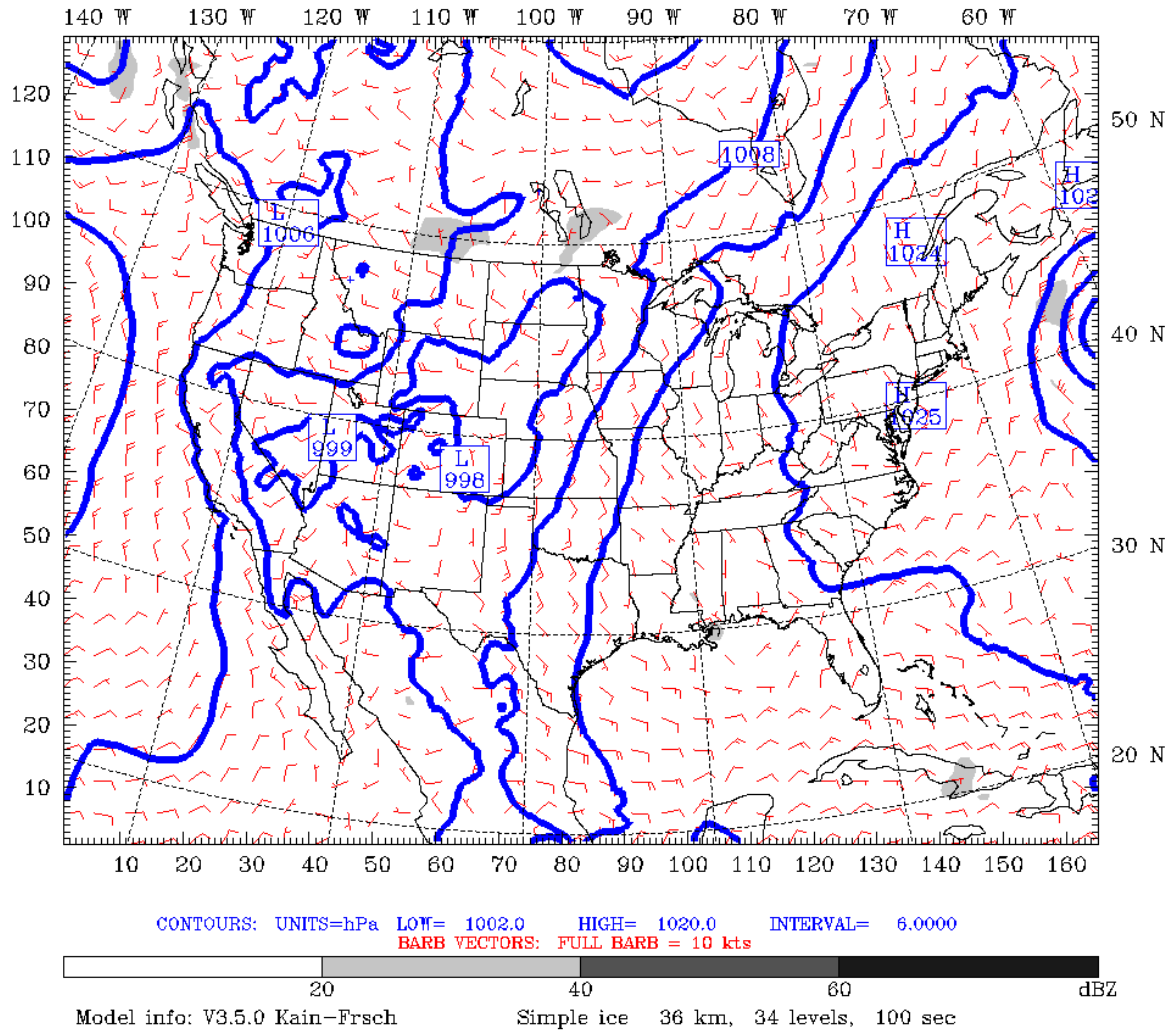 140 W 130 W 120 W 110 W 100 W 90 W 80 W 70 W 60 W
120
50 N
110
1008
H
100
L
1006
H
1024
90
40 N
80
H
1025
70
L
999
60
L
998
50
30 N
40
30
20
20 N
10
10 20 30 40 50 60 70 80 90 100 110 120 130 140 150 160
CONTOURS: UNITS=hPa LOW= 1002.0 HIGH= 1020.0 INTERVAL= 6.0000
BARB VECTORS: FULL BARB = 10 kts
20 40 60 dBZ
Model info: V3.5.0 Kain-Frsch Simple ice 36 km, 34 levels, 100 sec